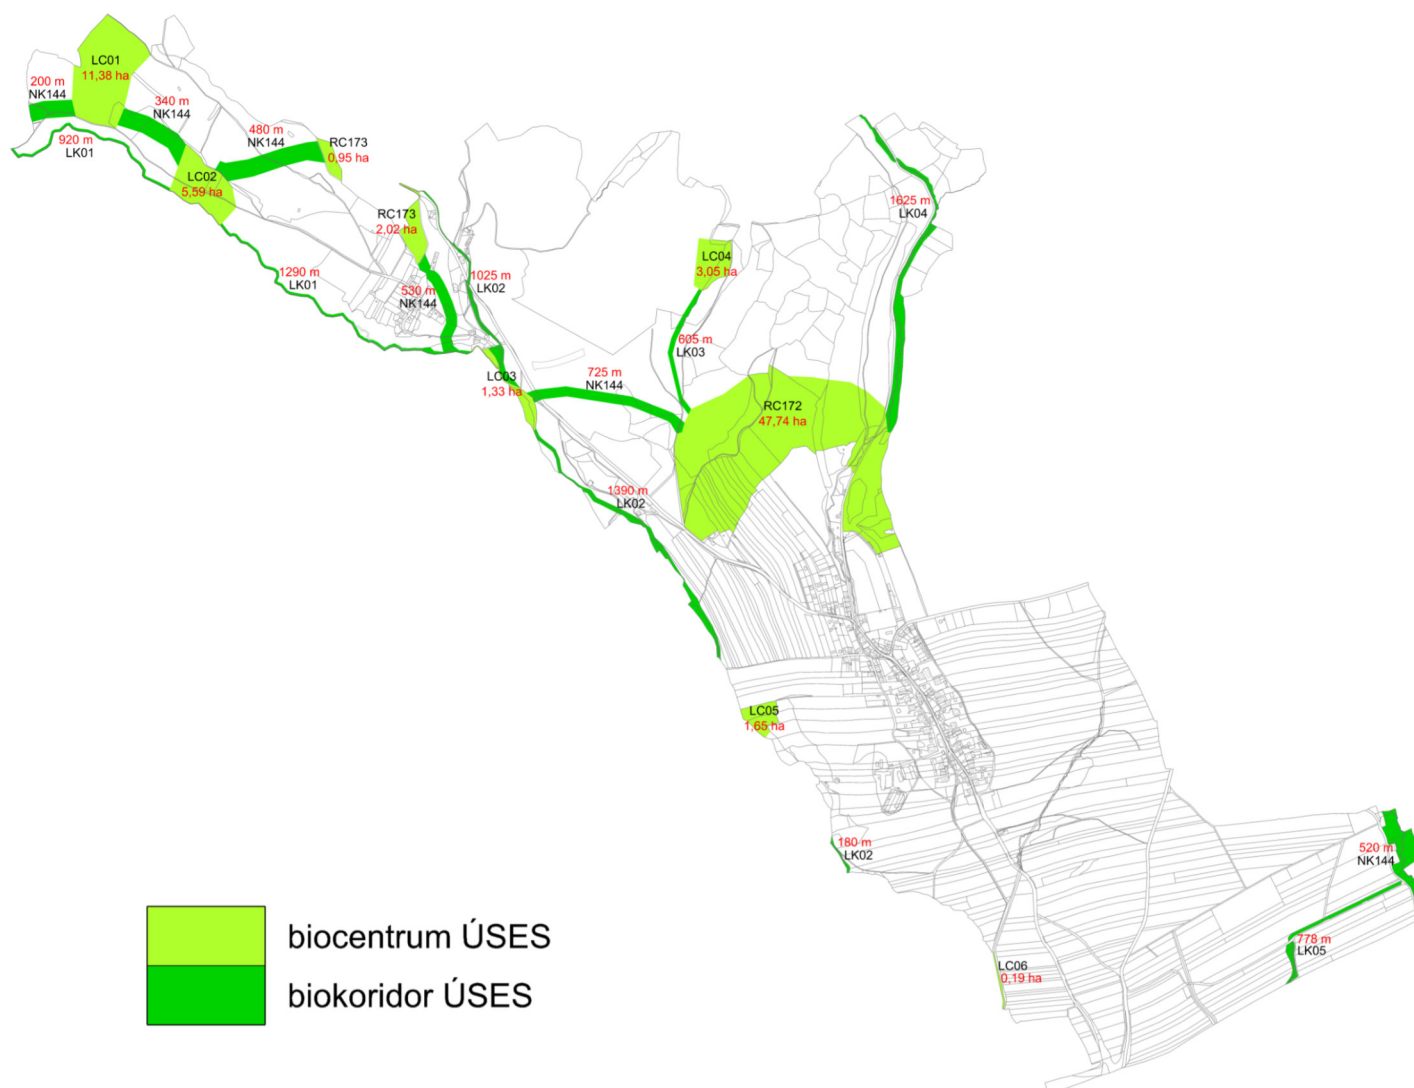 LC01
11,38 ha
200 m
NK144
340 m
NK144
920 m
LK01
480 m
NK144
RC173
0,95 ha
LC02
5,59 ha
RC173
2,02 ha
1290 m
LK01
530 m
NK144
1025 m
LK02
LC03
1,33 ha
725 m
NK144
LC04
3,05 ha
605 m
LK03
1625 m
LK04
RC172
47,74 ha
1390 m
LK02
LC05
1,65 ha
180 m
LK02
520 m
NK144
778 m
LK05
LC06
0,19 ha
biocentrum ÚSES
biokoridor ÚSES